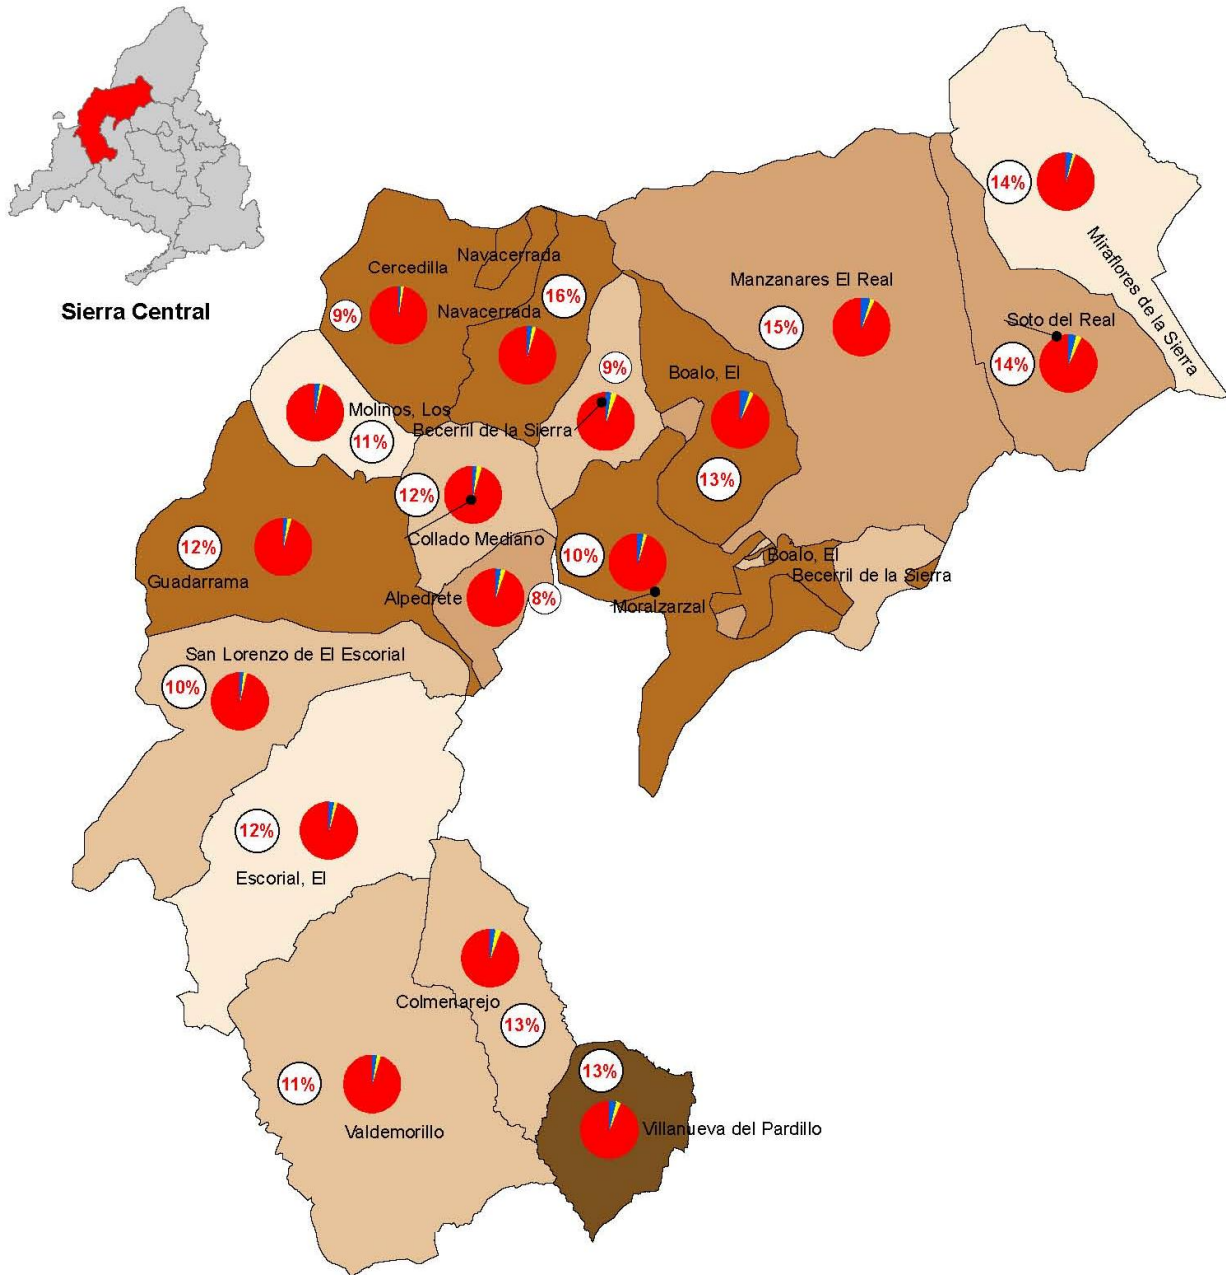 Sierra Central
14%
Miraflores de la Sierra
Navacerrada
Cercedilla
16%
Manzanares El Real
9%
Navacerrada
15%
Soto del Real
14%
9%
Boalo, El
Molinos, Los
11%
Becerril de la Sierra
13%
12%
Collado Mediano
12%
Guadarrama
10%
Boalo, El
Becerril de la Sierra
Alpedrete
8%
Moralzarzal
San Lorenzo de El Escorial
10%
12%
Escorial, El
Colmenarejo
13%
13%
11%
Valdemorillo
Villanueva del Pardillo